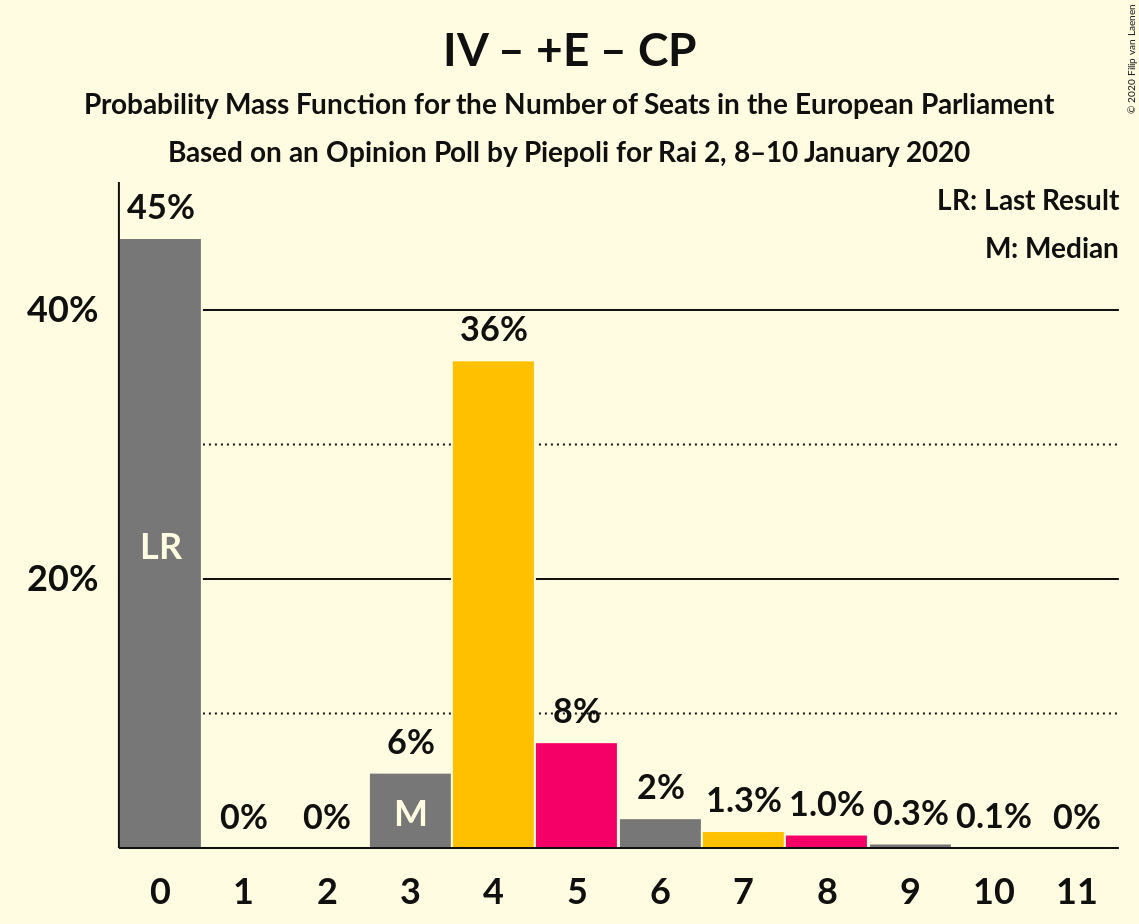 IV – +E – CP
Probability Mass Function for the Number of Seats in the European Parliament
Based on an Opinion Poll by Piepoli for Rai 2, 8–10 January 2020
© 2020 Filip van Laenen
LR: Last Result
M: Median
45%
40%
36%
20%
LR
8%
6%
M
2%
1.3%
1.0%
0.3%
0.1%
0%
0%
0%
0 1 2 3 4 5 6 7 8 9 10 11